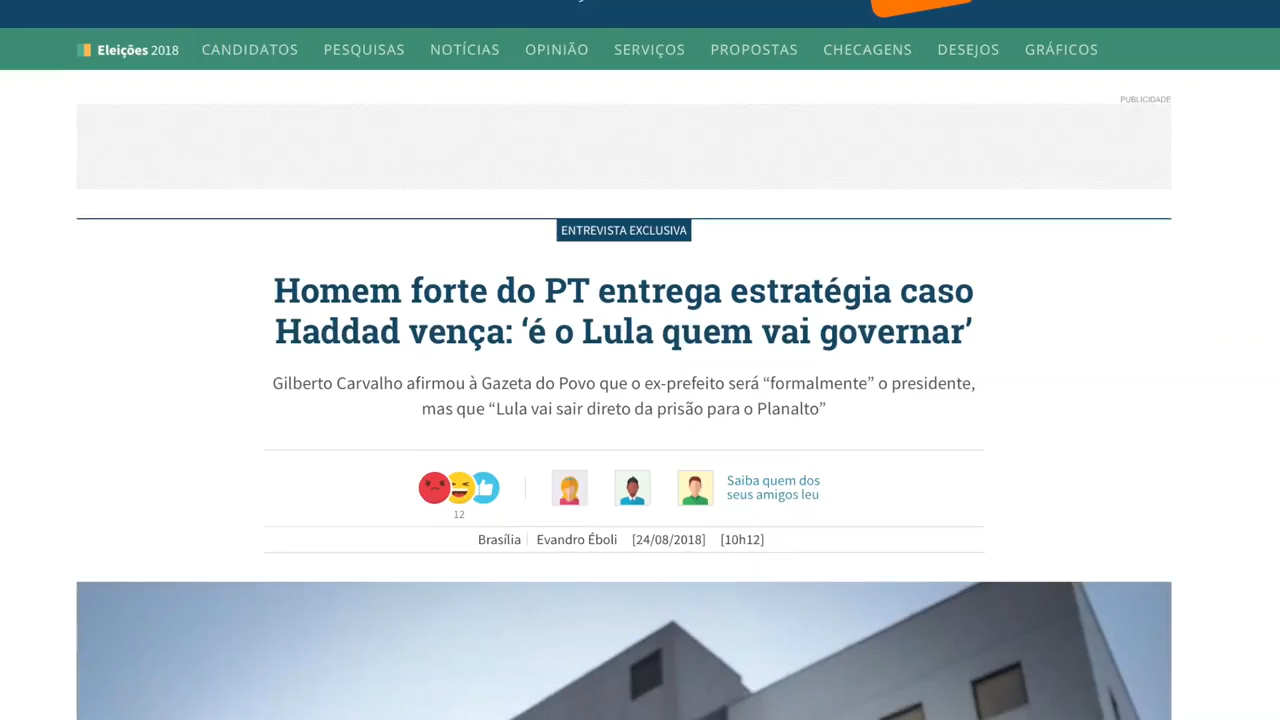 Eleições 2018 CANDIDATOS PESQUISAS NOTÍCIAS OPINIÃO SERVIÇOS PROPOSTAS CHECAGENS DESEJOS GRÁFICOS
PUBLICIDADE
ENTREVISTA EXCLUSIVA
Homem forte do PT entrega estratégia caso
Haddad vença: ‘é o Lula quem vai governar’
Gilberto Carvalho afirmou à Gazeta do Povo que o ex-prefeito será “formalmente” o presidente,
mas que “Lula vai sair direto da prisão para o Planalto”
Saiba quem dos
seus amigos leu
12
Brasília Evandro Éboli [24/08/2018] [10h12]